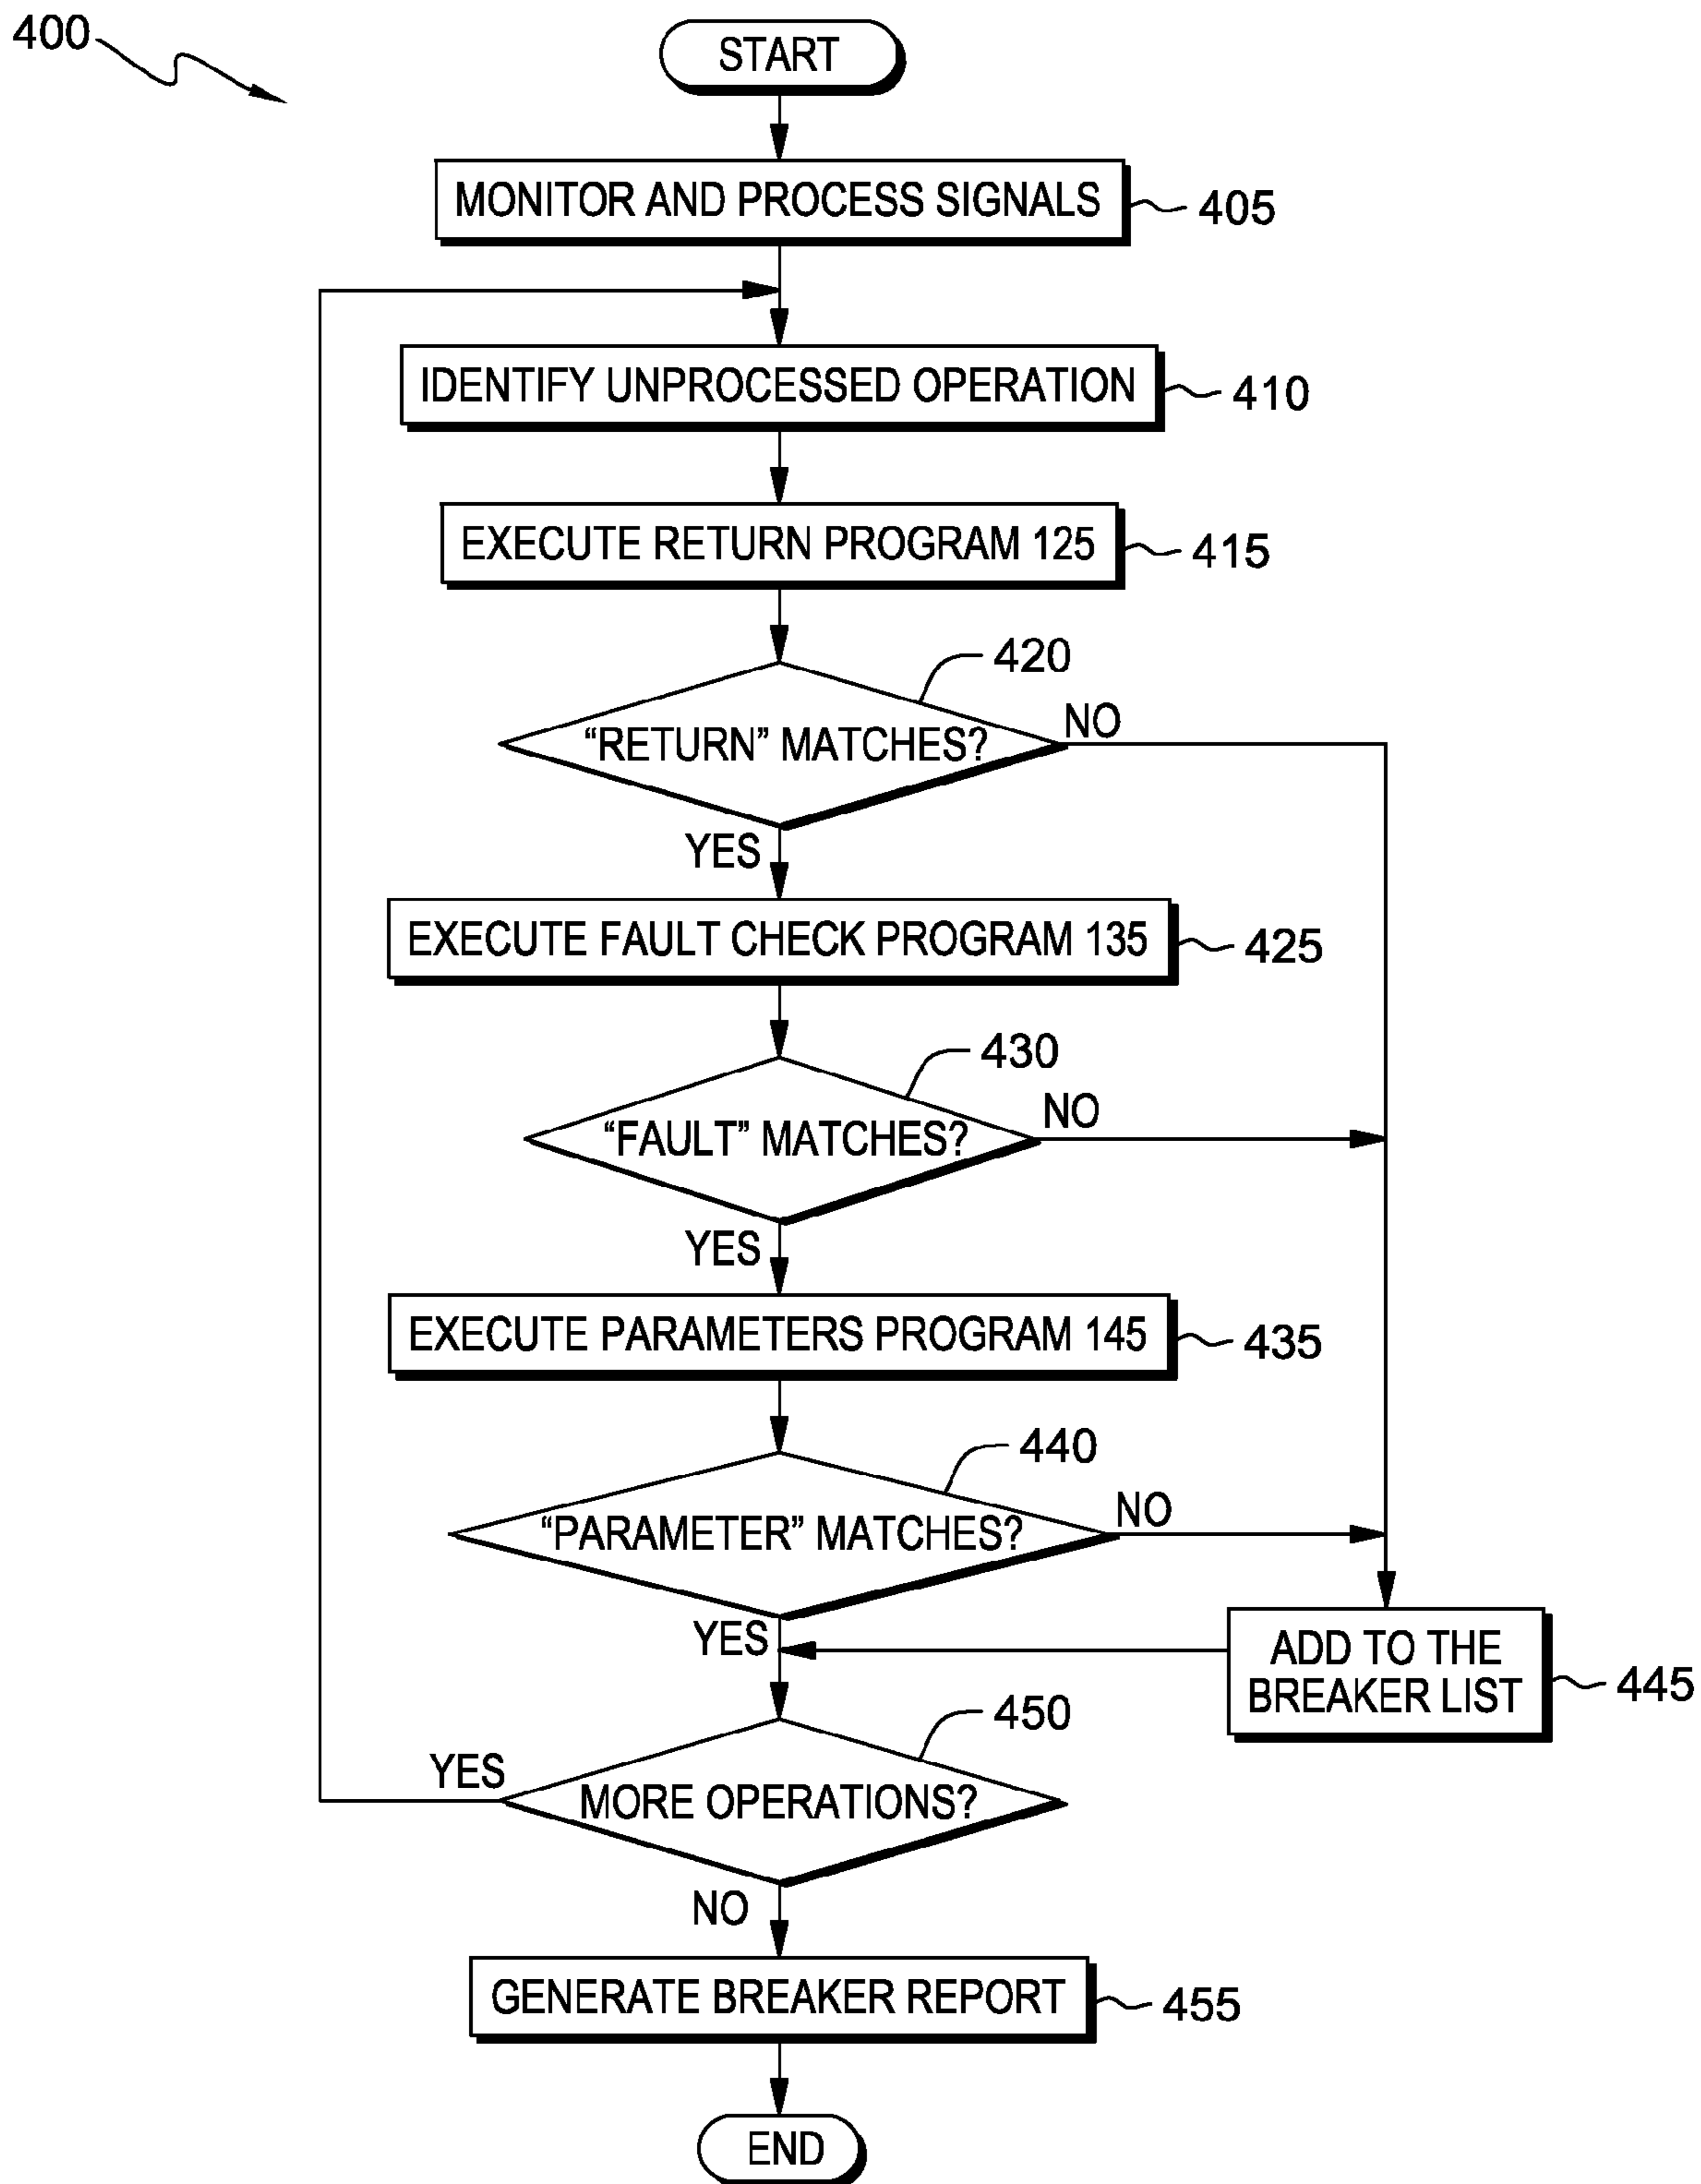 400
START
MONITOR AND PROCESS SIGNALS
405
IDENTIFY UNPROCESSED OPERATION
410
EXECUTE RETURN PROGRAM 125
415
420
“RETURN” MATCHES?
NO
YES
EXECUTE FAULT CHECK PROGRAM 135
425
430
“FAULT” MATCHES?
NO
YES
EXECUTE PARAMETERS PROGRAM 145
435
440
“PARAMETER” MATCHES?
NO
YES
ADD TO THE
BREAKER LIST
445
450
MORE OPERATIONS?
YES
NO
GENERATE BREAKER REPORT
455
END